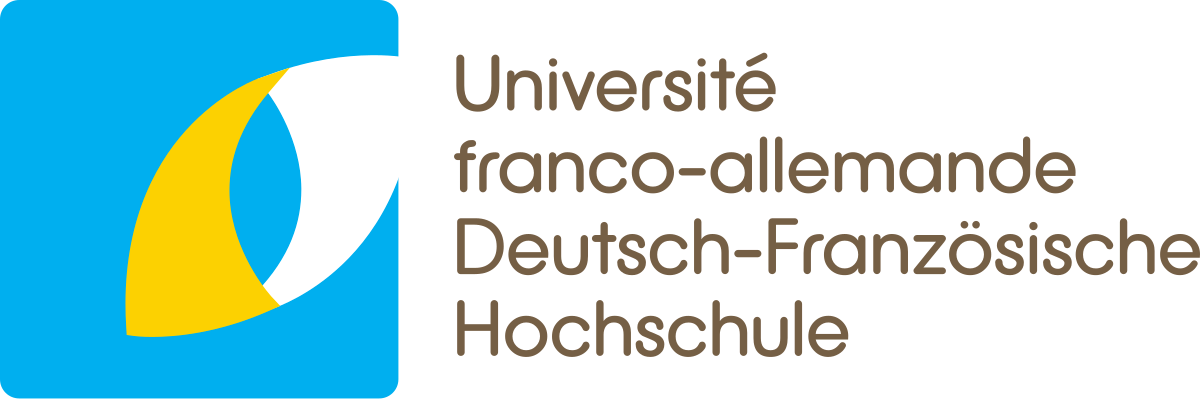 Université
franco-allemande
Deutsch-Französische
Hochschule